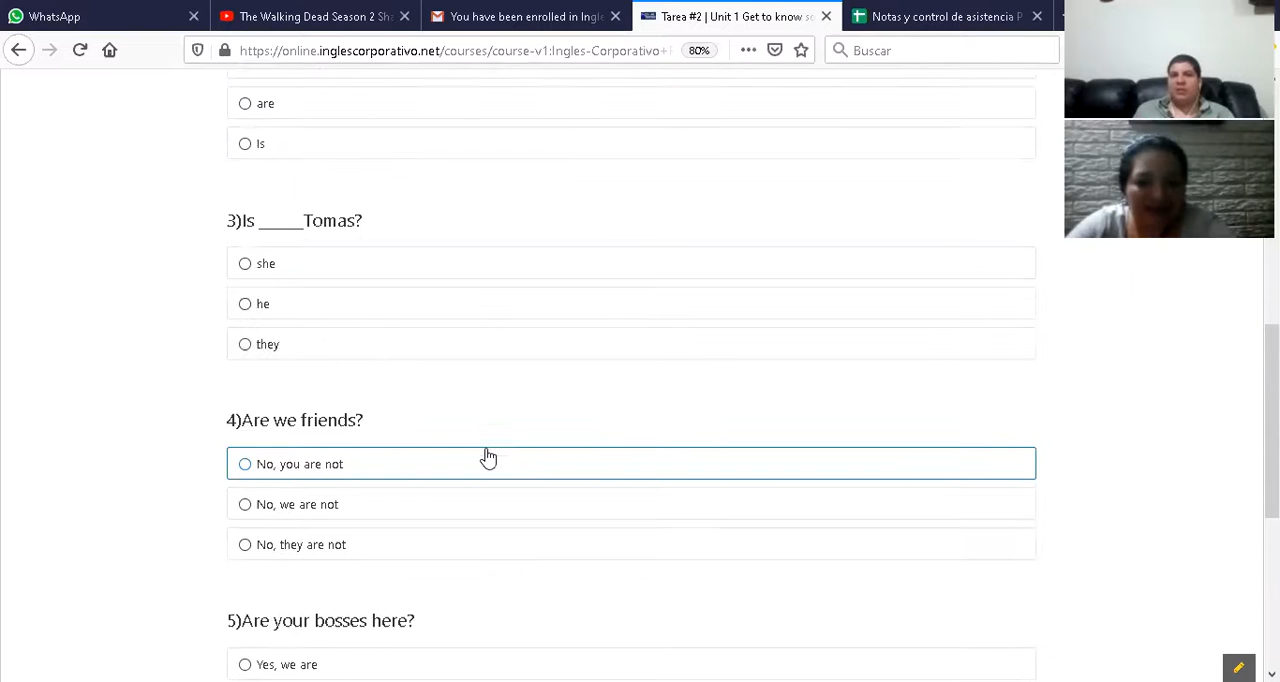 WhatsApp
The Walking Dead Season 2 Sha
You have been enrolled in Ingle
Tarea #2 | Unit 1 Get to know so
Notas y control de asistencia P
https://online.inglescorporativo.net/courses/course-v1:Ingles-Corporativo+
80%
Buscar
are
Is
3)Is _____Tomas?
she
he
they
4)Are we friends?
No, you are not
No, we are not
No, they are not
5)Are your bosses here?
Yes, we are